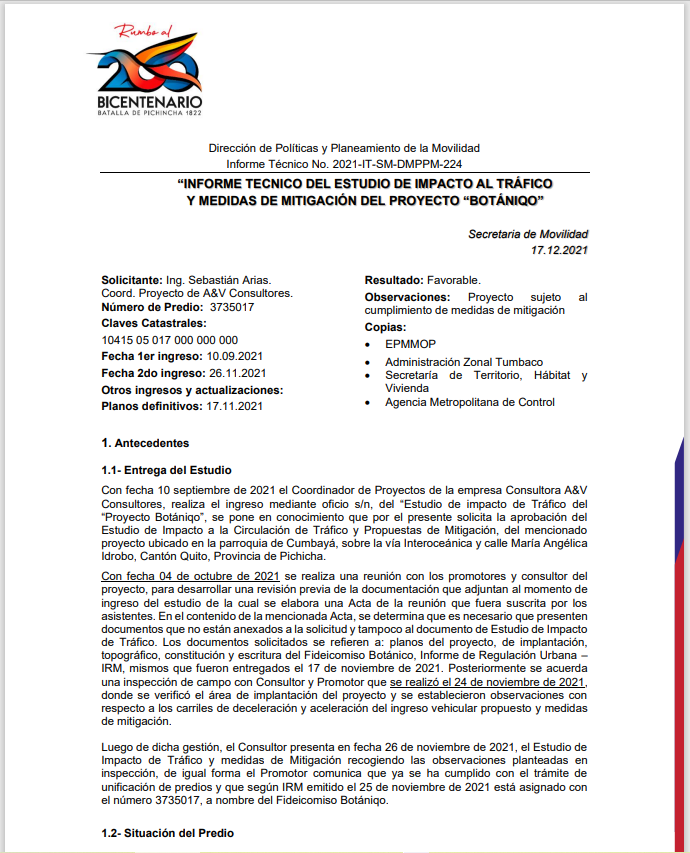 Rumbo al
200
BICENTENARIO
BATALLA DE PICHINCHA 1822
Dirección de Políticas y Planeamiento de la Movilidad
Informe Técnico No. 2021-IT-SM-DMPPM-224
“INFORME TECNICO DEL ESTUDIO DE IMPACTO AL TRÁFICO
Y MEDIDAS DE MITIGACIÓN DEL PROYECTO “BOTÁNIQO”
Secretaria de Movilidad
17.12.2021
Solicitante: Ing. Sebastián Arias.
Coord. Proyecto de A&V Consultores.
Número de Predio: 3735017
Claves Catastrales:
10415 05 017 000 000 000
Fecha 1er ingreso: 10.09.2021
Fecha 2do ingreso: 26.11.2021
Otros ingresos y actualizaciones:
Planos definitivos: 17.11.2021
Resultado: Favorable.
Observaciones: Proyecto sujeto al
cumplimiento de medidas de mitigación
Copias:
• EPMMOP
• Administración Zonal Tumbaco
• Secretaría de Territorio, Hábitat y
Vivienda
• Agencia Metropolitana de Control
1. Antecedentes
1.1- Entrega del Estudio
Con fecha 10 septiembre de 2021 el Coordinador de Proyectos de la empresa Consultora A&V
Consultores, realiza el ingreso mediante oficio s/n, del “Estudio de impacto de Tráfico del
“Proyecto Botániqo”, se pone en conocimiento que por el presente solicita la aprobación del
Estudio de Impacto a la Circulación de Tráfico y Propuestas de Mitigación, del mencionado
proyecto ubicado en la parroquia de Cumbayá, sobre la vía Interoceánica y calle María Angélica
Idrobo, Cantón Quito, Provincia de Pichicha.
Con fecha 04 de octubre de 2021 se realiza una reunión con los promotores y consultor del
proyecto, para desarrollar una revisión previa de la documentación que adjuntan al momento de
ingreso del estudio de la cual se elabora una Acta de la reunión que fuera suscrita por los
asistentes. En el contenido de la mencionada Acta, se determina que es necesario que presenten
documentos que no están anexados a la solicitud y tampoco al documento de Estudio de Impacto
de Tráfico. Los documentos solicitados se refieren a: planos del proyecto, de implantación,
topográfico, constitución y escritura del Fideicomiso Botánico, Informe de Regulación Urbana –
IRM, mismos que fueron entregados el 17 de noviembre de 2021. Posteriormente se acuerda
una inspección de campo con Consultor y Promotor que se realizó el 24 de noviembre de 2021,
donde se verificó el área de implantación del proyecto y se establecieron observaciones con
respecto a los carriles de deceleración y aceleración del ingreso vehicular propuesto y medidas
de mitigación.
Luego de dicha gestión, el Consultor presenta en fecha 26 de noviembre de 2021, el Estudio de
Impacto de Tráfico y medidas de Mitigación recogiendo las observaciones planteadas en
inspección, de igual forma el Promotor comunica que ya se ha cumplido con el trámite de
unificación de predios y que según IRM emitido el 25 de noviembre de 2021 está asignado con
el número 3735017, a nombre del Fideicomiso Botániqo.
1.2- Situación del Predio